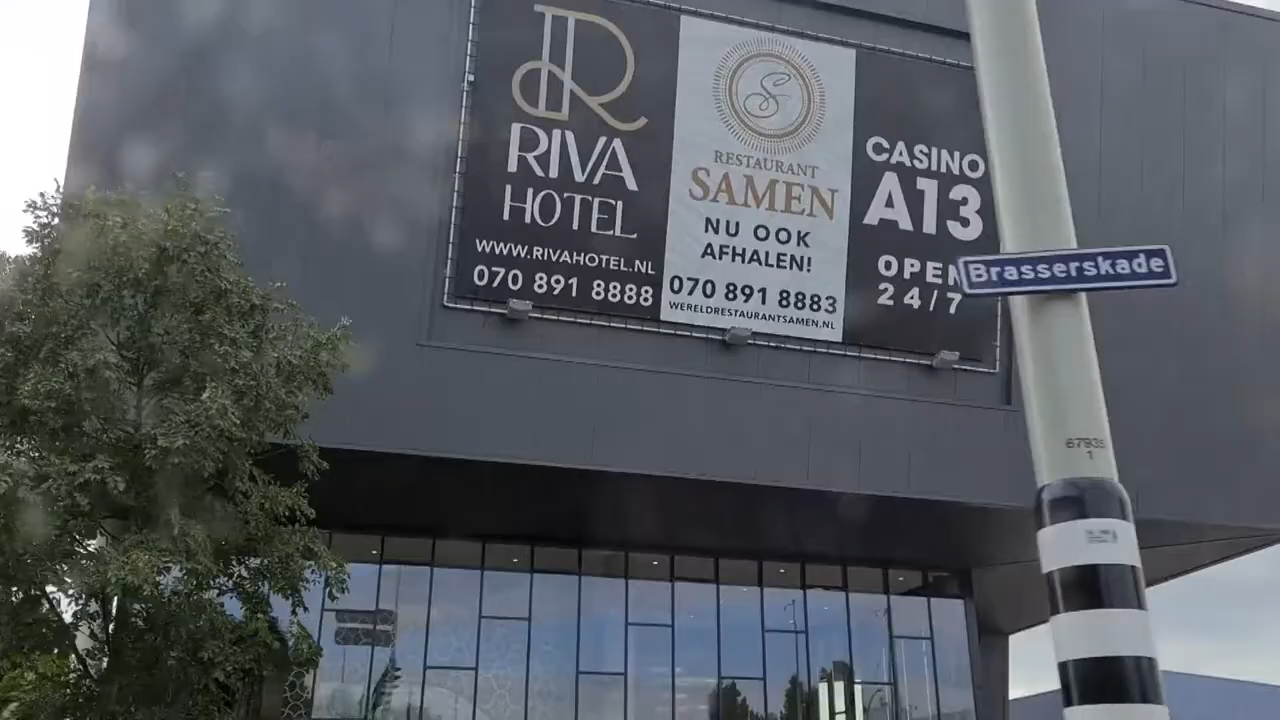 R
RIVA
HOTEL
WWW.RIVAHOTEL.NL
070 891 8888
S
RESTAURANT
SAMEN
NU OOK
AFHALEN!
070 891 8883
WERELDRESTAURANTSAMEN.NL
CASINO
A13
OPEN
24/7
Brasserskade
67935
1